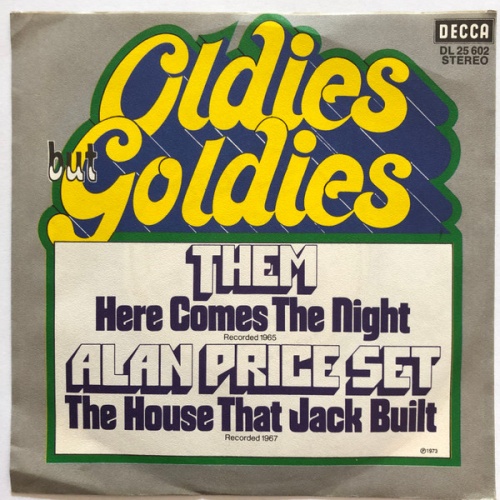 DECCA
DL 25 602
STEREO
Oldies
but
Goldies
THEM
Here Comes The Night
Recorded 1965
ALAN PRICE SET
The House That Jack Built
Recorded 1967
℗1973